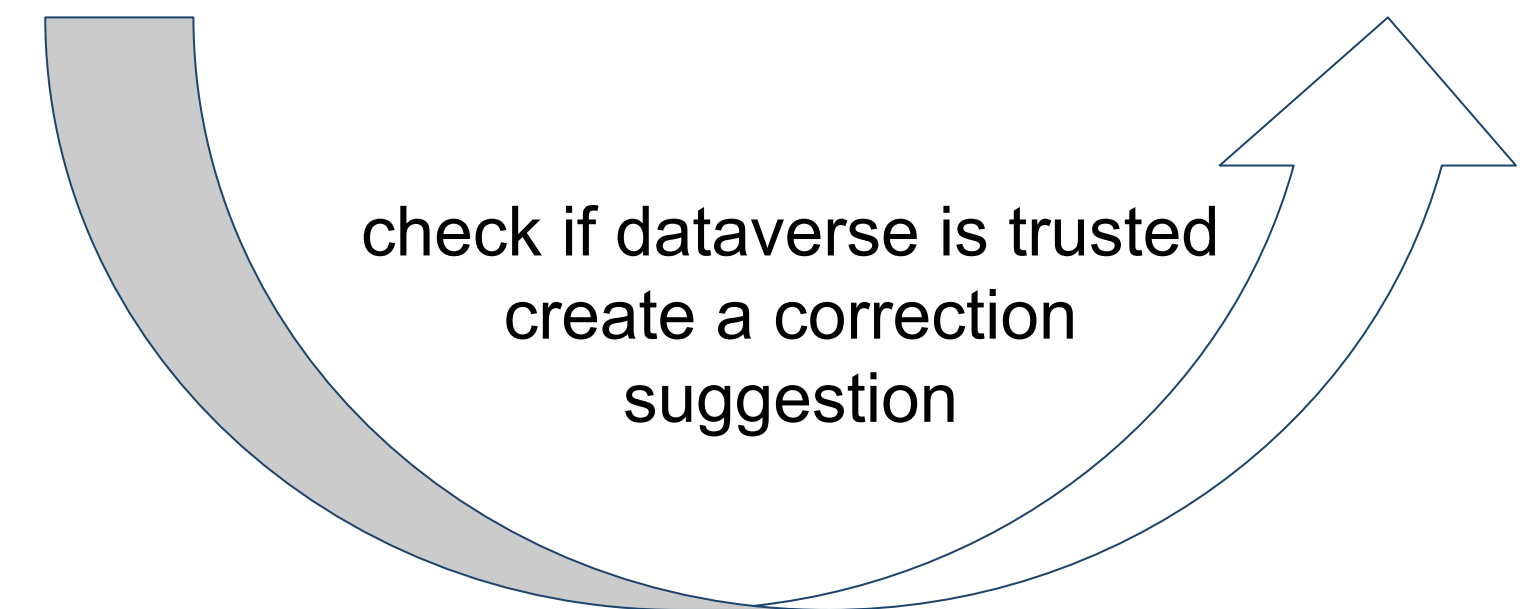 check if dataverse is trusted
create a correction
suggestion